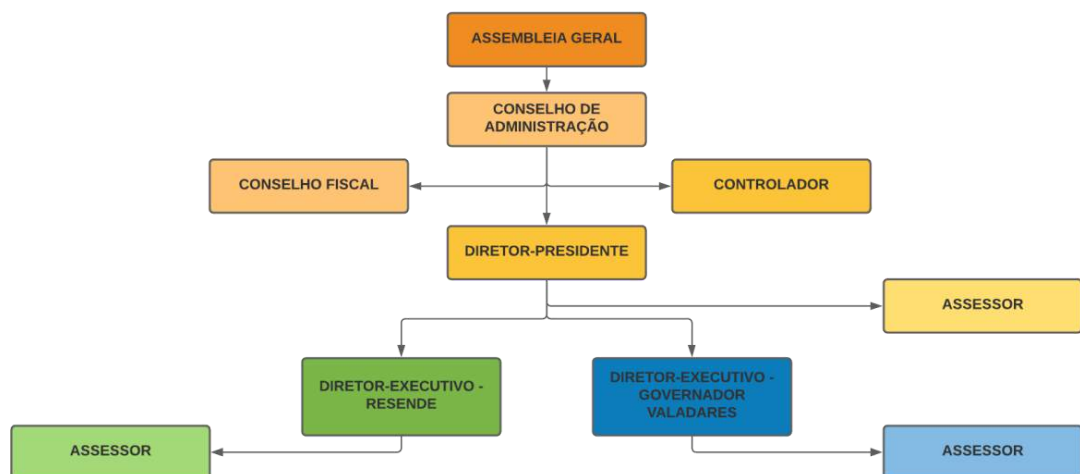 ASSEMBLEIA GERAL
CONSELHO DE
ADMINISTRAÇÃO
CONSELHO FISCAL
CONTROLADOR
DIRETOR-PRESIDENTE
ASSESSOR
DIRETOR-EXECUTIVO -
RESENDE
DIRETOR-EXECUTIVO -
GOVERNADOR
VALADARES
ASSESSOR
ASSESSOR